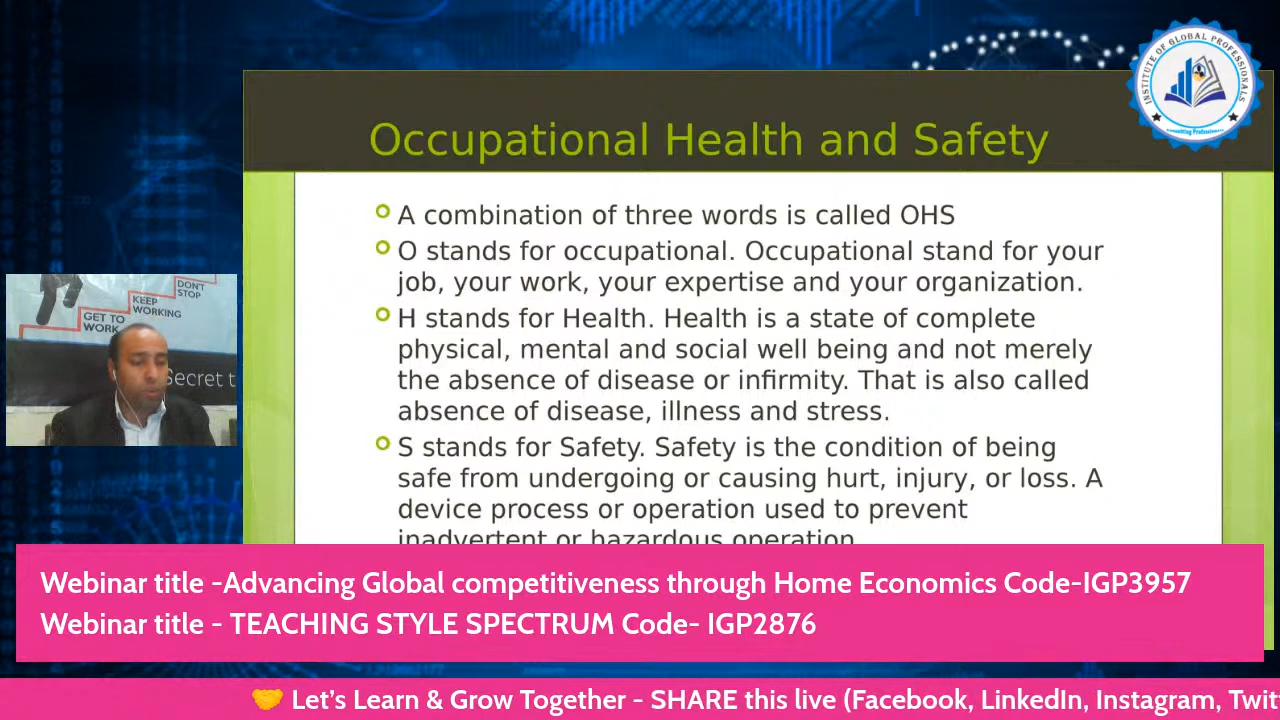 INSTITUTE OF GLOBAL PROFESSIONALS
Occupational Health and Safety
A combination of three words is called OHS
O stands for occupational. Occupational stand for your
job, your work, your expertise and your organization.
H stands for Health. Health is a state of complete
physical, mental and social well being and not merely
the absence of disease or infirmity. That is also called
absence of disease, illness and stress.
S stands for Safety. Safety is the condition of being
safe from undergoing or causing hurt, injury, or loss. A
device process or operation used to prevent
inadvertent or hazardous operation
DON'T
STOP
KEEP
WORKING
GET TO
WORK
Secret t
Webinar title -Advancing Global competitiveness through Home Economics Code-IGP3957
Webinar title - TEACHING STYLE SPECTRUM Code- IGP2876
🤝 Let's Learn & Grow Together - SHARE this live (Facebook, LinkedIn, Instagram, Twit